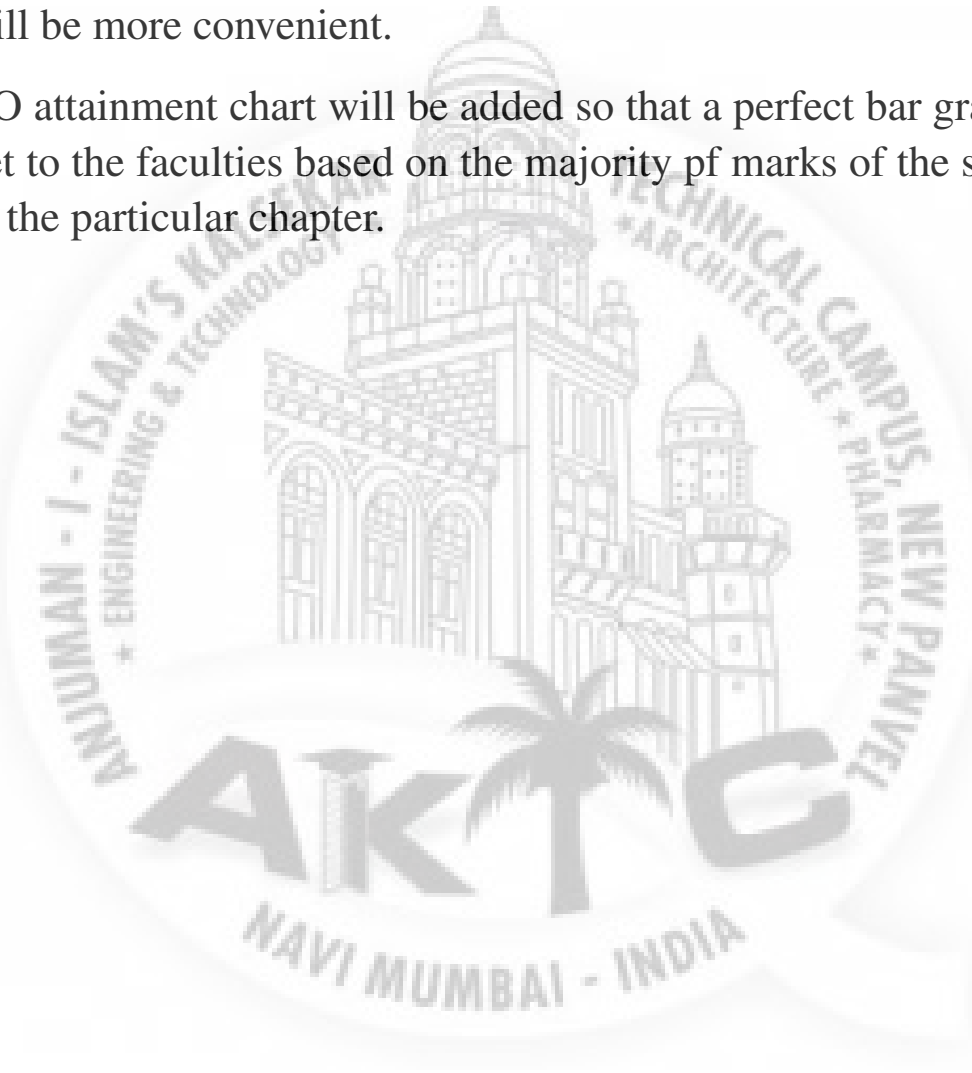 ill be more convenient.
O attainment chart will be added so that a perfect bar gra
et to the faculties based on the majority pf marks of the s
the particular chapter.
ANJUMAN - I - ISLAM'S KALSEKAR TECHNICAL CAMPUS, NEW PANVEL
* ENGINEERING & TECHNOLOGY *ARCHITECTURE * PHARMACY*
AKTC
NAVI MUMBAI - INDIA